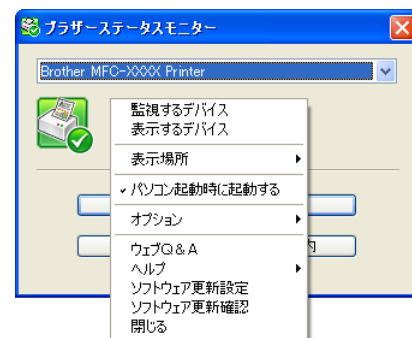 ブラザーステータスモニター
Brother MFC-XXXX Printer
監視するデバイス
表示するデバイス
表示場所
パソコン起動時に起動する
オプション
ウェブQ&A
ヘルプ
ソフトウェア更新設定
ソフトウェア更新確認
閉じる